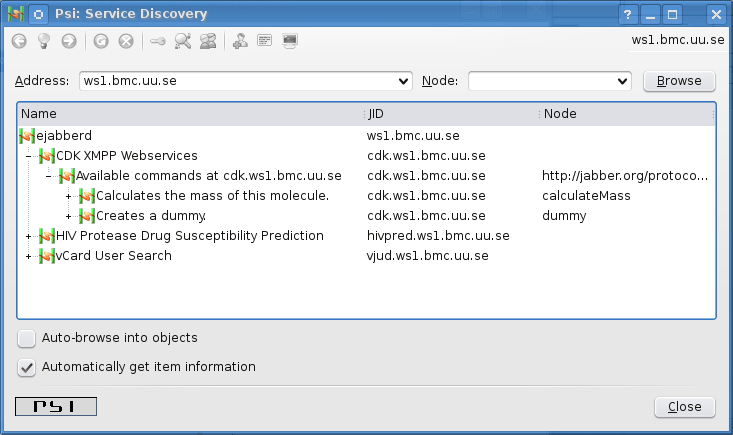 Psi: Service Discovery
ws1.bmc.uu.se
Address: ws1.bmc.uu.se Node: Browse
Name JID Node
ejabberd ws1.bmc.uu.se
CDK XMPP Webservices cdk.ws1.bmc.uu.se
Available commands at cdk.ws1.bmc.uu.se cdk.ws1.bmc.uu.se http://jabber.org/protoco...
Calculates the mass of this molecule. cdk.ws1.bmc.uu.se calculateMass
Creates a dummy. cdk.ws1.bmc.uu.se dummy
HIV Protease Drug Susceptibility Prediction hivpred.ws1.bmc.uu.se
vCard User Search vjud.ws1.bmc.uu.se
Auto-browse into objects
Automatically get item information
PSI Close